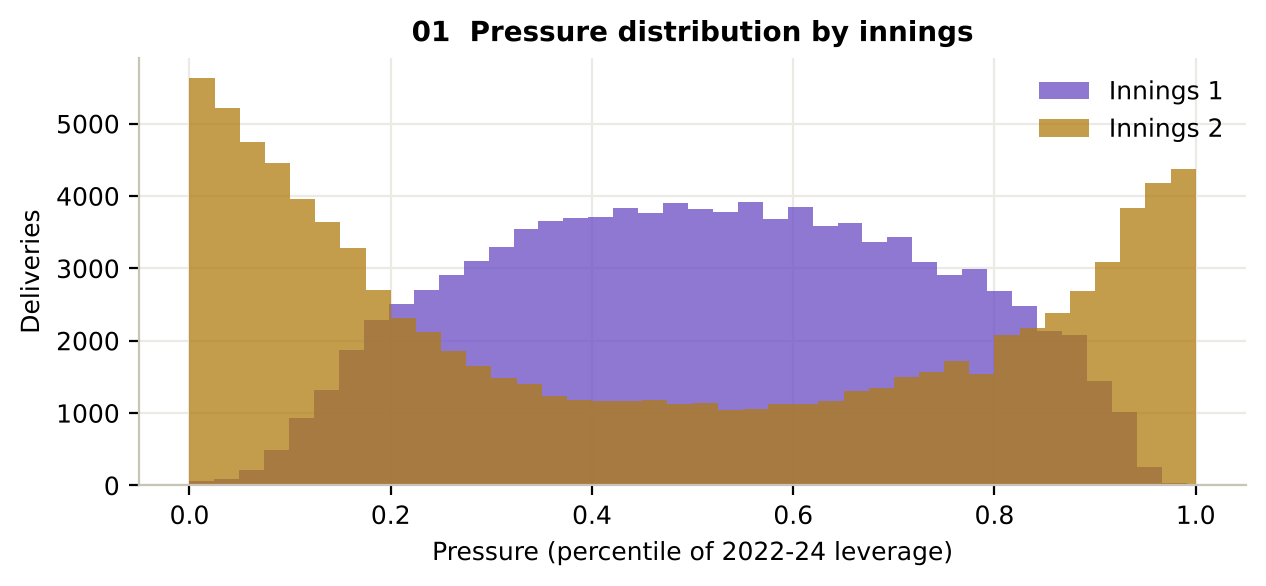 01  Pressure distribution by innings
Innings 1
Innings 2
Deliveries
5000
4000
3000
2000
1000
0
0.0 0.2 0.4 0.6 0.8 1.0
Pressure (percentile of 2022-24 leverage)